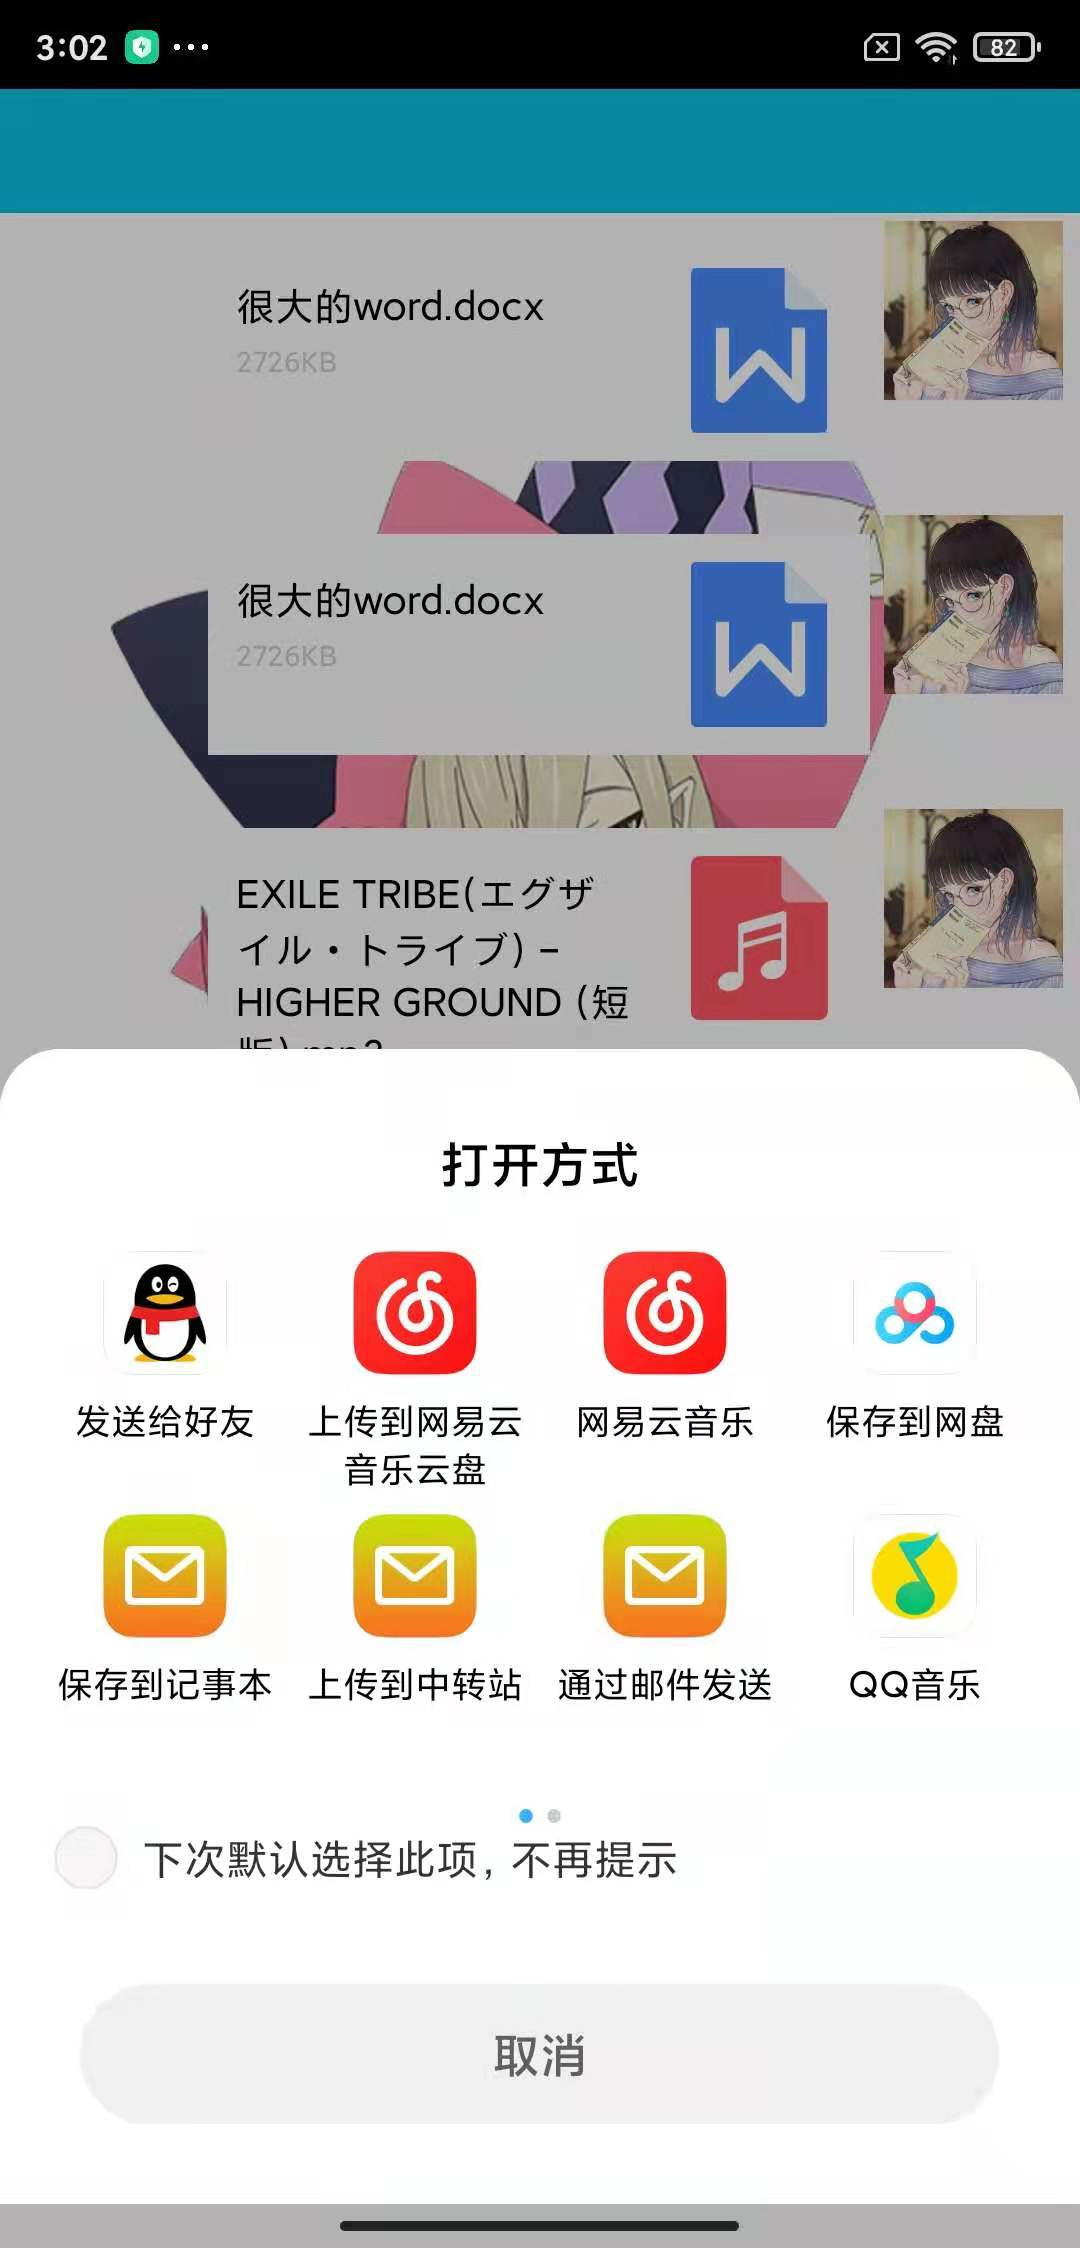 3:02
82
很大的word.docx
2726KB
很大的word.docx
2726KB
EXILE TRIBE(エグザ
イル・トライブ) -
HIGHER GROUND (短
版).mp3
打开方式
发送给好友
上传到网易云
音乐云盘
网易云音乐
保存到网盘
保存到记事本
上传到中转站
通过邮件发送
QQ音乐
下次默认选择此项，不再提示
取消